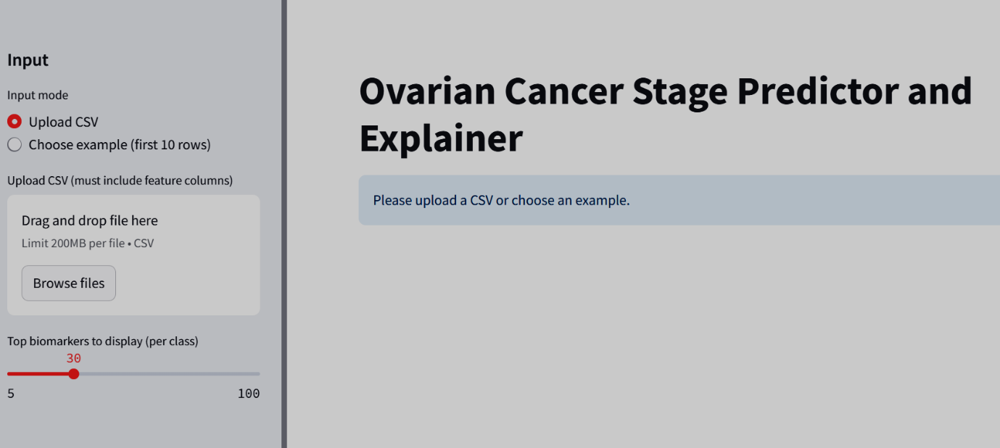 Input
Input mode
Upload CSV
Choose example (first 10 rows)
Upload CSV (must include feature columns)
Drag and drop file here
Limit 200MB per file • CSV
Browse files
Top biomarkers to display (per class)
30
5
100
Ovarian Cancer Stage Predictor and
Explainer
Please upload a CSV or choose an example.